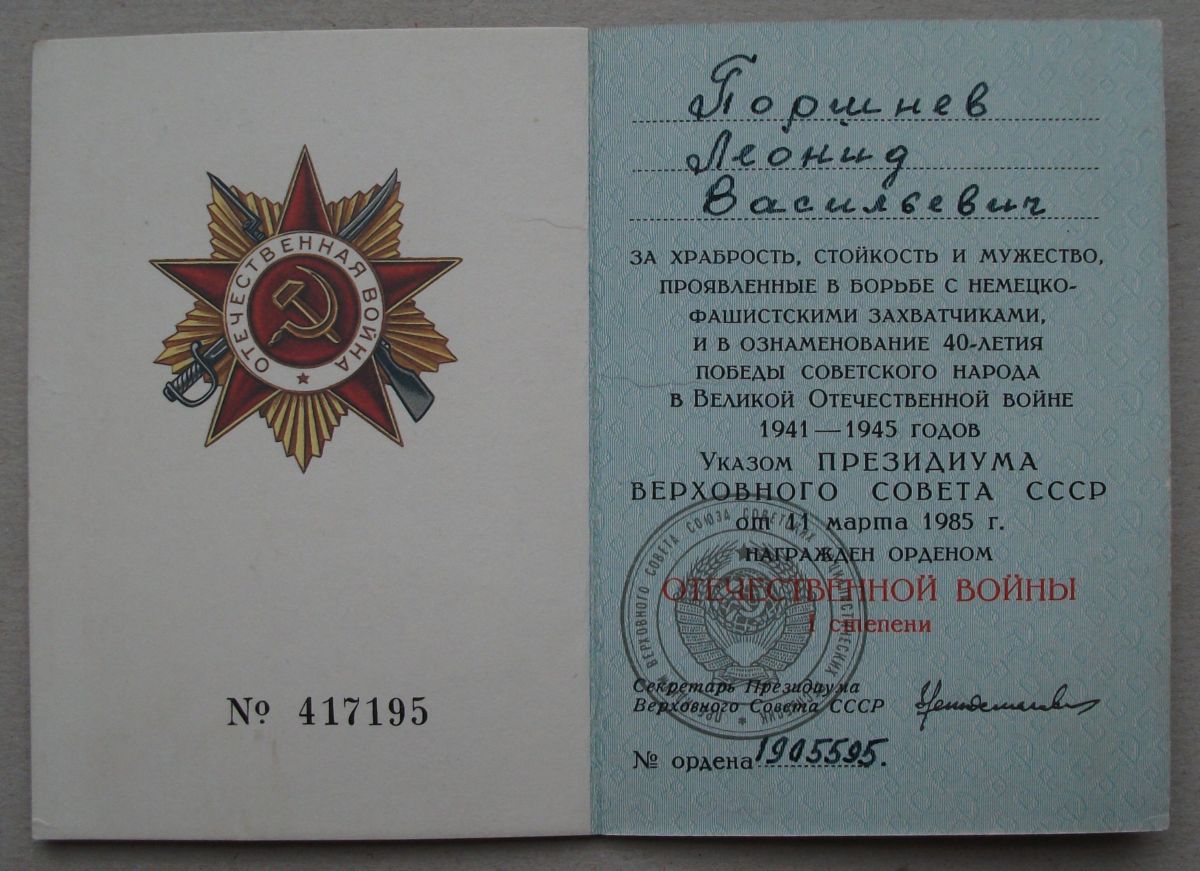 ОТЕЧЕСТВЕННАЯ ВОЙНА
№ 417195
Поршнев
Леонид
Васильевич
ЗА ХРАБРОСТЬ, СТОЙКОСТЬ И МУЖЕСТВО,
ПРОЯВЛЕННЫЕ В БОРЬБЕ С НЕМЕЦКО-
ФАШИСТСКИМИ ЗАХВАТЧИКАМИ,
И В ОЗНАМЕНОВАНИЕ 40-ЛЕТИЯ
ПОБЕДЫ СОВЕТСКОГО НАРОДА
В ВЕЛИКОЙ ОТЕЧЕСТВЕННОЙ ВОЙНЕ
1941—1945 ГОДОВ
УКАЗОМ ПРЕЗИДИУМА
ВЕРХОВНОГО СОВЕТА СССР
от 11 марта 1985 г.
НАГРАЖДЕН ОРДЕНОМ
ОТЕЧЕСТВЕННОЙ ВОЙНЫ
I степени
Секретарь Президиума
Верховного Совета СССР
№ ордена 1905595.